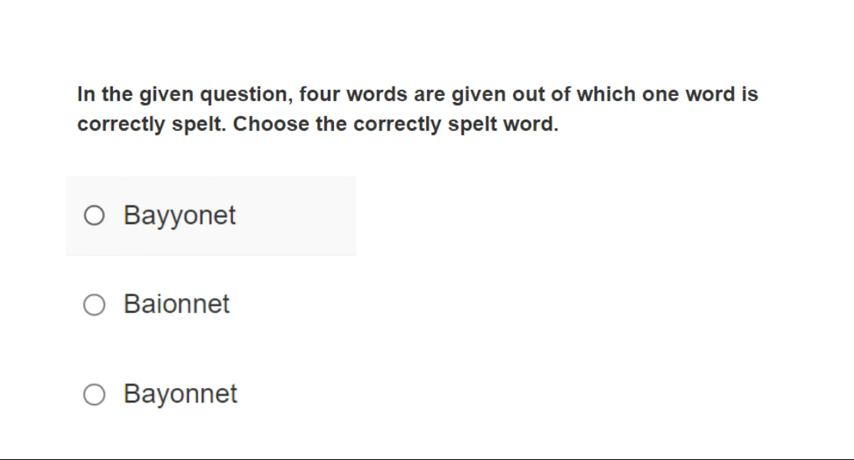 In the given question, four words are given out of which one word is
correctly spelt. Choose the correctly spelt word.
Bayyonet
Baionnet
Bayonnet